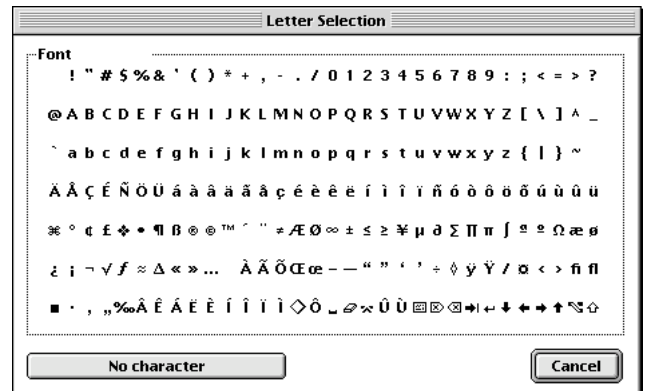 Letter Selection
Font
! " # $ % & ' ( ) * + , - . / 0 1 2 3 4 5 6 7 8 9 : ; < = > ?
@ A B C D E F G H I J K L M N O P Q R S T U V W X Y Z [ \ ] ^ _
` a b c d e f g h i j k l m n o p q r s t u v w x y z { | } ~
Ä Å Ç É Ñ Ö Ü á à â ä ã å ç é è ê ë í ì î ï ñ ó ò ô ö õ ú ù û ü
⌘ ° ¢ £ ❖ • ¶ ß ® © ™ ´ ¨ ≠ Æ Ø ∞ ± ≤ ≥ ¥ µ ∂ ∑ ∏ π ∫ ª º Ω æ ø
¿ ¡ ¬ √ ƒ ≈ ∆ « » … À Ã Õ Œ œ – — “ ” ‘ ’ ÷ ◊ ÿ Ÿ / ¤ ‹ › fi fl
■ · ‚ „ ‰ Â Ê Á Ë È Í Î Ï Ì ◇ Ô ␣ Û Ù ⌦ ⌫ ⇥ ↵ ⬇ ⬅ ➡ ⬆ ⌥ ⇧
No character
Cancel